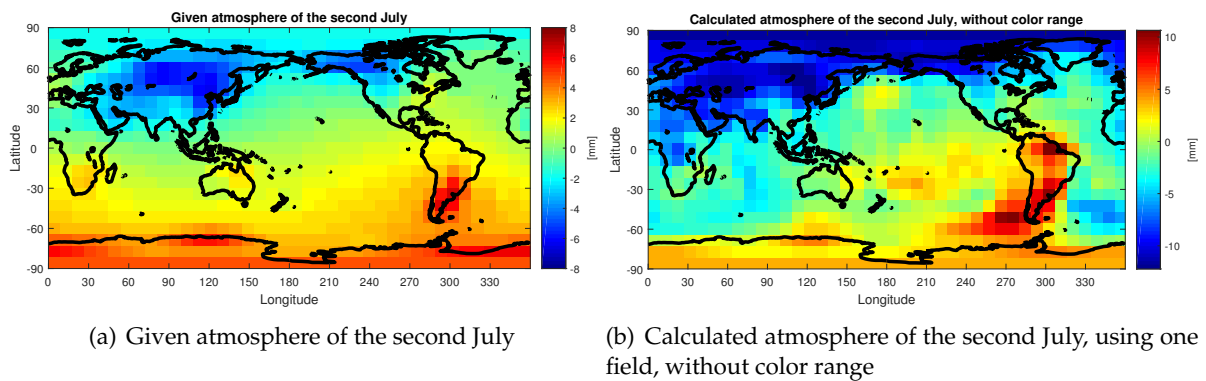 Given atmosphere of the second July
90
60
30
0
-30
-60
-90
Latitude
0 30 60 90 120 150 180 210 240 270 300 330
Longitude
8
6
4
2
0
-2
-4
-6
-8
[mm]
(a) Given atmosphere of the second July
Calculated atmosphere of the second July, without color range
90
60
30
0
-30
-60
-90
Latitude
0 30 60 90 120 150 180 210 240 270 300 330
Longitude
10
5
0
-5
-10
[mm]
(b) Calculated atmosphere of the second July, using one
field, without color range